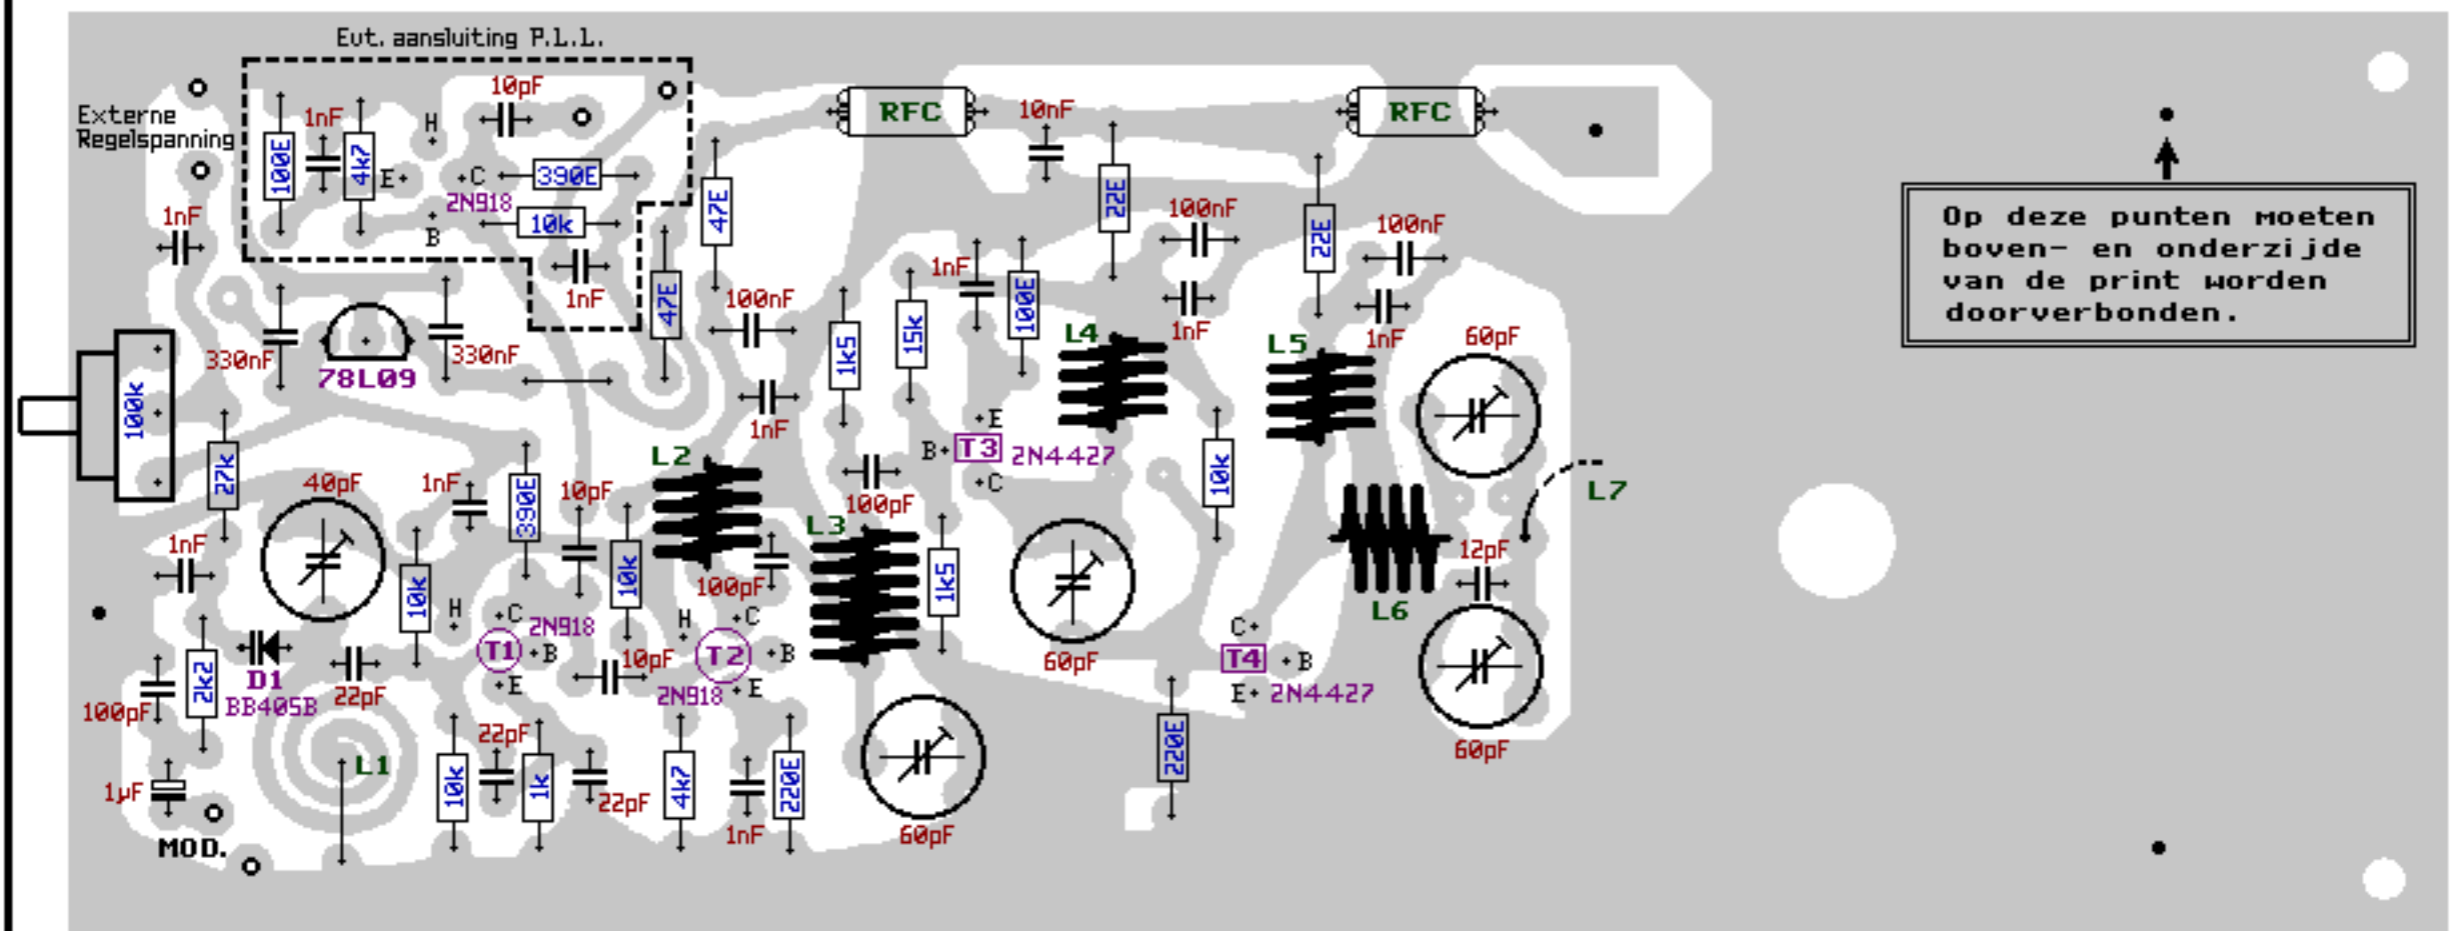 Evt. aansluiting P.L.L.
Externe
Regelspanning
10pF
1nF
H
100E
4k7
E
C
390E
2N918
10k
B
1nF
1nF
RFC
10nF
RFC
47E
22E
100nF
22E
100nF
Op deze punten moeten
boven- en onderzijde
van de print worden
doorverbonden.
330nF
78L09
330nF
47E
100nF
1nF
1k5
15k
1nF
100E
L4
1nF
L5
1nF
60pF
100k
27k
40pF
1nF
390E
10pF
L2
1nF
E
B
T3
2N4427
C
100pF
10k
L7
1nF
10k
10k
L3
100pF
1k5
12pF
L6
H
C
2N918
T1
B
E
10pF
H
C
T2
B
2N918
E
60pF
C
T4
B
E
2N4427
2k2
D1
BB405B
22pF
100pF
L1
1µF
MOD.
10k
22pF
1k
22pF
4k7
1nF
220E
60pF
220E
60pF